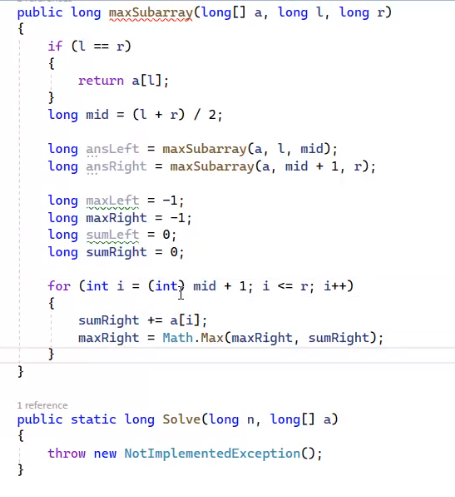 public long maxSubarray(long[] a, long l, long r)
{
if (l == r)
{
return a[l];
}
long mid = (l + r) / 2;
long ansLeft = maxSubarray(a, l, mid);
long ansRight = maxSubarray(a, mid + 1, r);
long maxLeft = -1;
long maxRight = -1;
long sumLeft = 0;
long sumRight = 0;
for (int i = (int) mid + 1; i <= r; i++)
{
sumRight += a[i];
maxRight = Math.Max(maxRight, sumRight);
}
}
1 reference
public static long Solve(long n, long[] a)
{
throw new NotImplementedException();
}